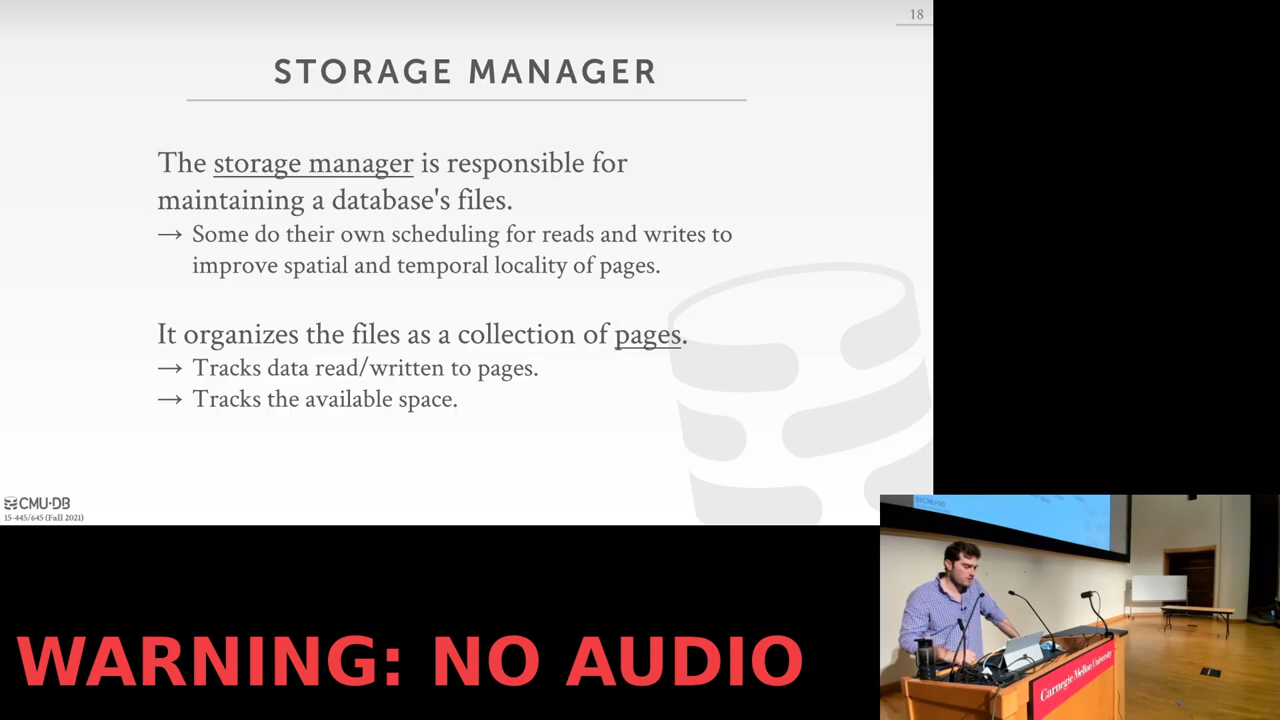 18
STORAGE MANAGER
The storage manager is responsible for
maintaining a database's files.
→ Some do their own scheduling for reads and writes to
improve spatial and temporal locality of pages.
It organizes the files as a collection of pages.
→ Tracks data read/written to pages.
→ Tracks the available space.
CMU·DB
15-445/645 (Fall 2021)
WARNING: NO AUDIO
Carnegie Mellon University